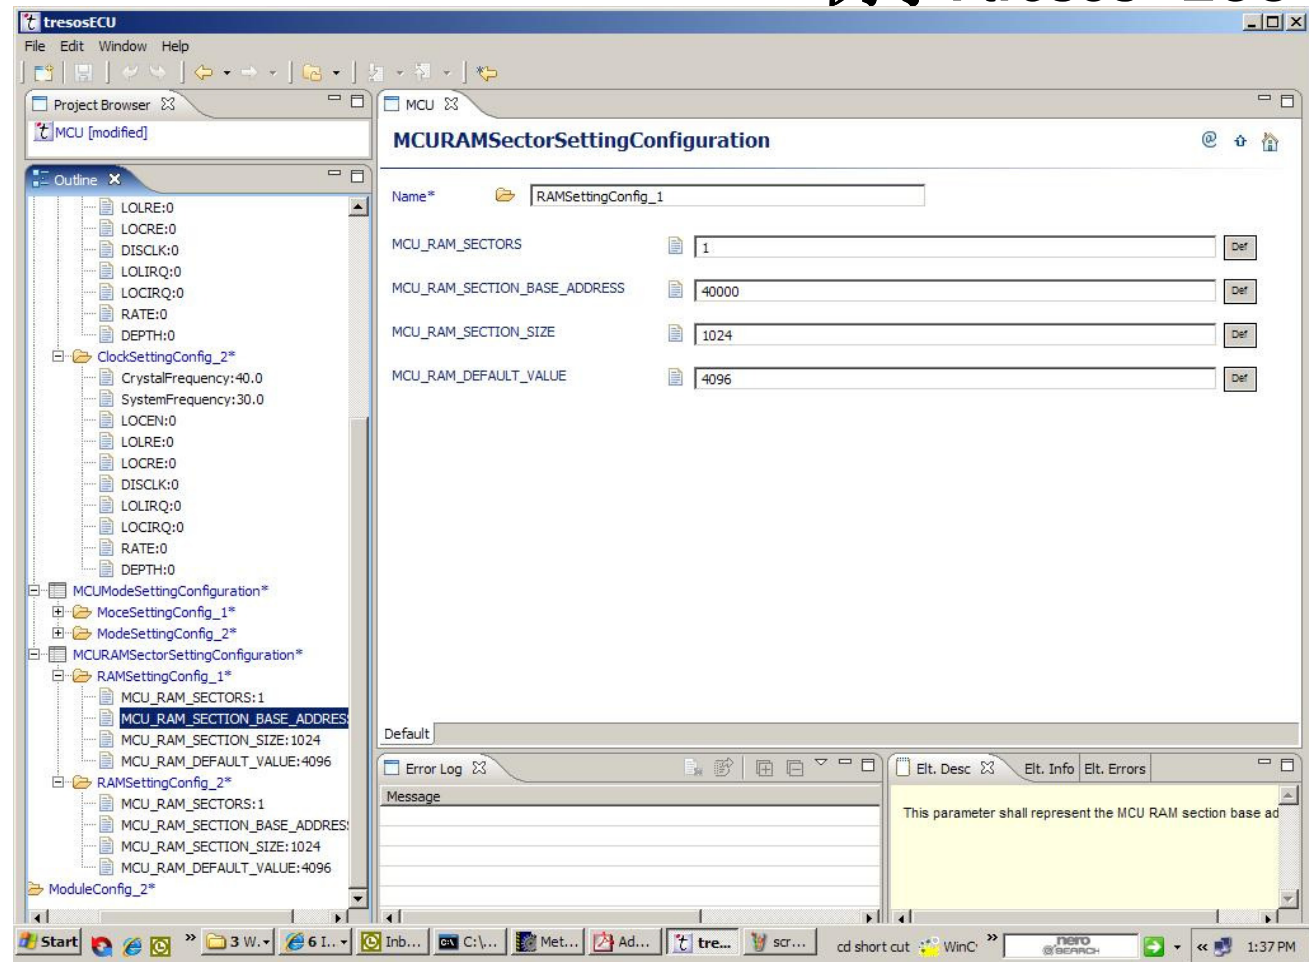 tresosECU
File Edit Window Help
Project Browser
MCU [modified]
Outline
LOLRE:0
LOCRE:0
DISCLK:0
LOLIRQ:0
LOCIRQ:0
RATE:0
DEPTH:0
ClockSettingConfig_2*
CrystalFrequency:40.0
SystemFrequency:30.0
LOCEN:0
LOLRE:0
LOCRE:0
DISCLK:0
LOLIRQ:0
LOCIRQ:0
RATE:0
DEPTH:0
MCUModeSettingConfiguration*
MoceSettingConfig_1*
ModeSettingConfig_2*
MCURAMSectorSettingConfiguration*
RAMSettingConfig_1*
MCU_RAM_SECTORS:1
MCU_RAM_SECTION_BASE_ADDRES
MCU_RAM_SECTION_SIZE:1024
MCU_RAM_DEFAULT_VALUE:4096
RAMSettingConfig_2*
MCU_RAM_SECTORS:1
MCU_RAM_SECTION_BASE_ADDRES
MCU_RAM_SECTION_SIZE:1024
MCU_RAM_DEFAULT_VALUE:4096
ModuleConfig_2*
MCU
MCURAMSectorSettingConfiguration
Name* RAMSettingConfig_1
MCU_RAM_SECTORS 1 Def
MCU_RAM_SECTION_BASE_ADDRESS 40000 Def
MCU_RAM_SECTION_SIZE 1024 Def
MCU_RAM_DEFAULT_VALUE 4096 Def
Default
Error Log
Message
Elt. Desc Elt. Info Elt. Errors
This parameter shall represent the MCU RAM section base ad
Start » 3 W... 6 I... Inb... C:\... Met... Ad... tre... scr... cd short cut WinC » nero SEARCH « 1:37 PM